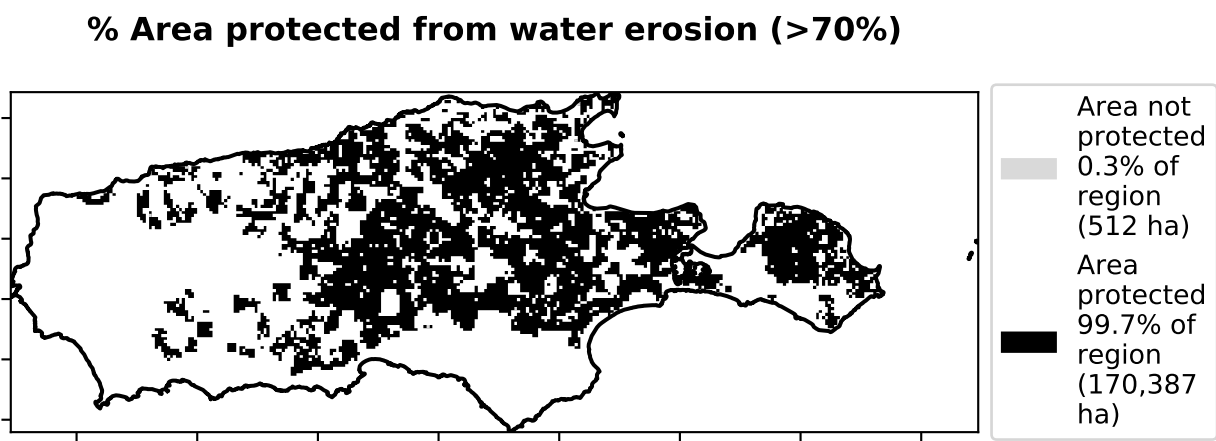 % Area protected from water erosion (>70%)
Area not
protected
0.3% of
region
(512 ha)
Area
protected
99.7% of
region
(170,387
ha)